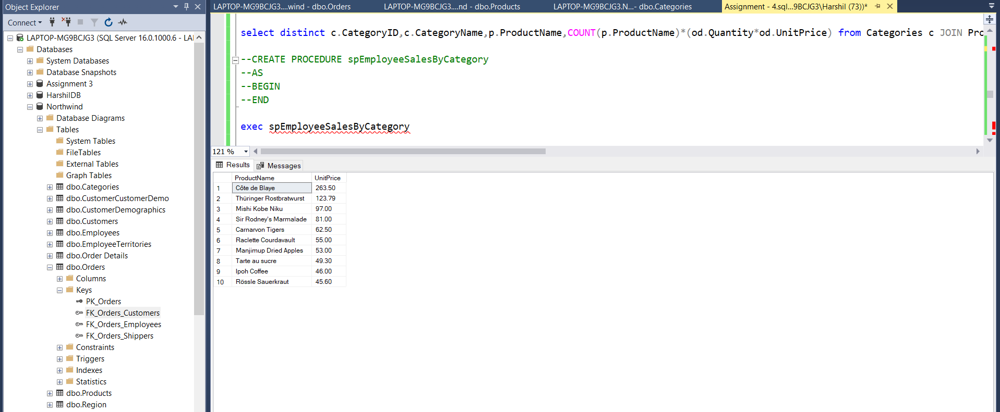 Object Explorer
Connect
LAPTOP-MG9BCJG3 (SQL Server 16.0.1000.6 - LA
Databases
System Databases
Database Snapshots
Assignment 3
HarshilDB
Northwind
Database Diagrams
Tables
System Tables
FileTables
External Tables
Graph Tables
dbo.Categories
dbo.CustomerCustomerDemo
dbo.CustomerDemographics
dbo.Customers
dbo.Employees
dbo.EmployeeTerritories
dbo.Order Details
dbo.Orders
Columns
Keys
PK_Orders
FK_Orders_Customers
FK_Orders_Employees
FK_Orders_Shippers
Constraints
Triggers
Indexes
Statistics
dbo.Products
dbo.Region
LAPTOP-MG9BCJG3....wind - dbo.Orders
LAPTOP-MG9BCJG3....nd - dbo.Products
LAPTOP-MG9BCJG3.N...- dbo.Categories
Assignment - 4.sql...9BCJG3\Harshil (73))*
select distinct c.CategoryID,c.CategoryName,p.ProductName,COUNT(p.ProductName)*(od.Quantity*od.UnitPrice) from Categories c JOIN Pro
--CREATE PROCEDURE spEmployeeSalesByCategory
--AS
--BEGIN
--END
exec spEmployeeSalesByCategory
121 %
Results Messages
ProductName UnitPrice
1 Côte de Blaye 263.50
2 Thüringer Rostbratwurst 123.79
3 Mishi Kobe Niku 97.00
4 Sir Rodney's Marmalade 81.00
5 Carnarvon Tigers 62.50
6 Raclette Courdavault 55.00
7 Manjimup Dried Apples 53.00
8 Tarte au sucre 49.30
9 Ipoh Coffee 46.00
10 Rössle Sauerkraut 45.60